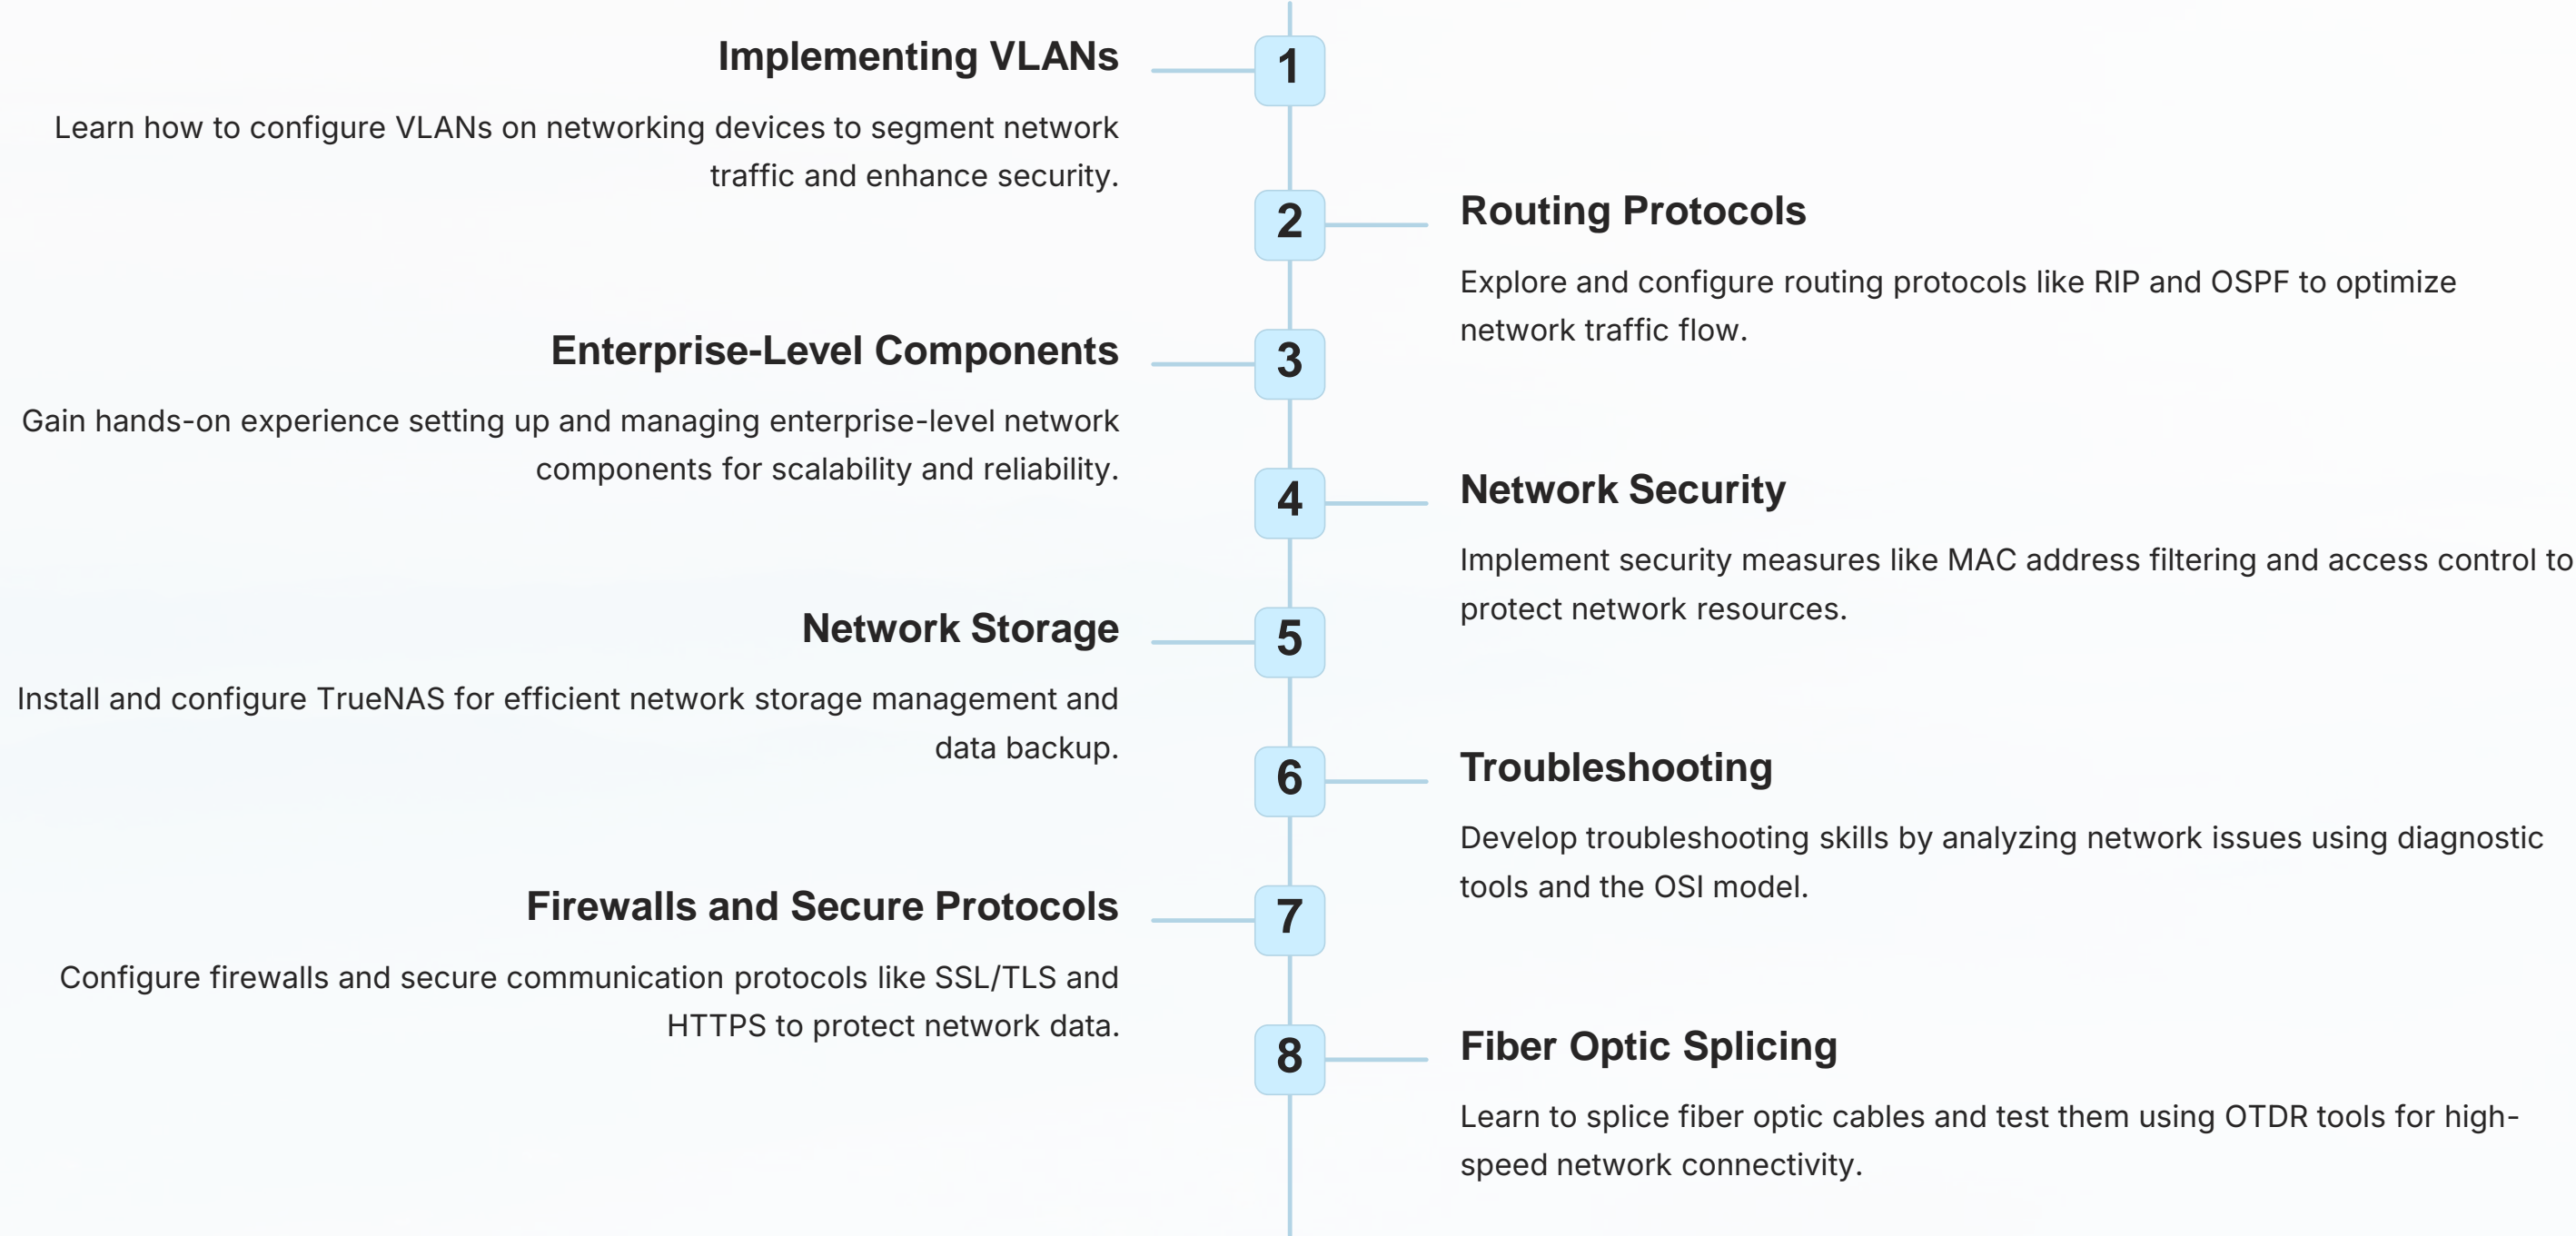 Implementing VLANs
1
Learn how to configure VLANs on networking devices to segment network
traffic and enhance security.
2
Routing Protocols
Explore and configure routing protocols like RIP and OSPF to optimize
network traffic flow.
Enterprise-Level Components
3
Gain hands-on experience setting up and managing enterprise-level network
components for scalability and reliability.
4
Network Security
Implement security measures like MAC address filtering and access control to
protect network resources.
Network Storage
5
Install and configure TrueNAS for efficient network storage management and
data backup.
6
Troubleshooting
Develop troubleshooting skills by analyzing network issues using diagnostic
tools and the OSI model.
Firewalls and Secure Protocols
7
Configure firewalls and secure communication protocols like SSL/TLS and
HTTPS to protect network data.
8
Fiber Optic Splicing
Learn to splice fiber optic cables and test them using OTDR tools for high-
speed network connectivity.